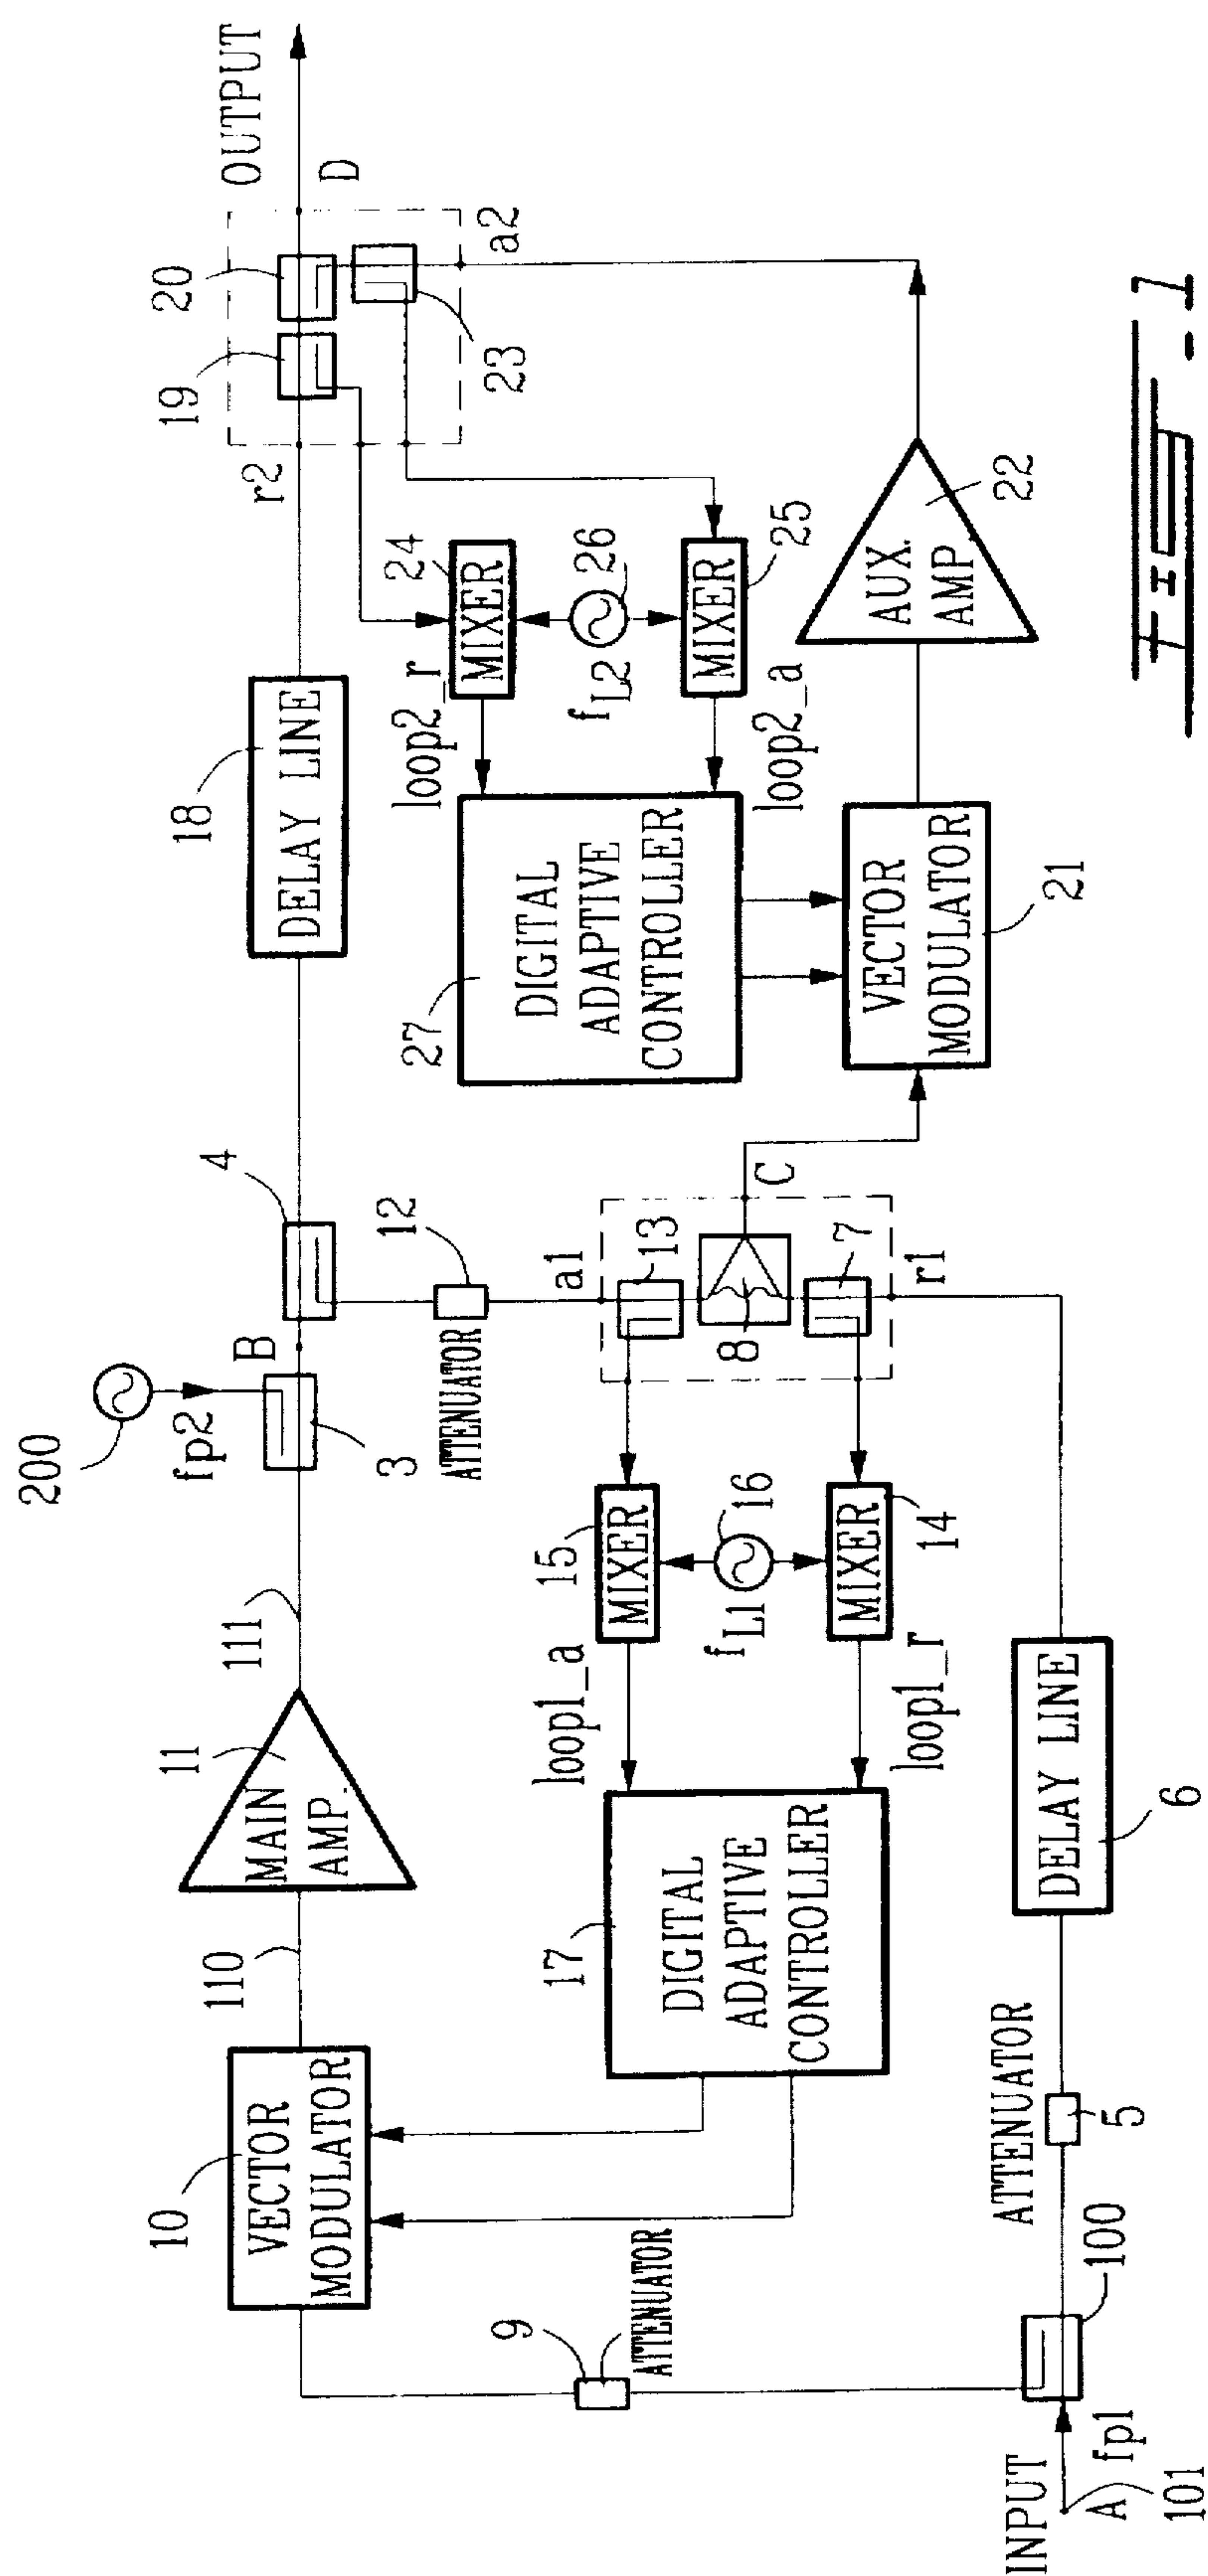 OUTPUT
D
20
19
r2
a2
23
18
DELAY LINE
24
MIXER
loop2_r
26
fL2
25
MIXER
loop2_a
27
DIGITAL
ADAPTIVE
CONTROLLER
22
AUX.
AMP.
VECTOR
MODULATOR
21
4
B
200
fp2
3
12
ATTENUATOR
a1
13
C
8
7
r1
111
11
MAIN
AMP.
110
15
MIXER
loop1_a
16
fL1
14
MIXER
loop1_r
17
DIGITAL
ADAPTIVE
CONTROLLER
DELAY LINE
6
10
VECTOR
MODULATOR
9
ATTENUATOR
ATTENUATOR
5
100
INPUT
A
fp1
101
FIG. 1